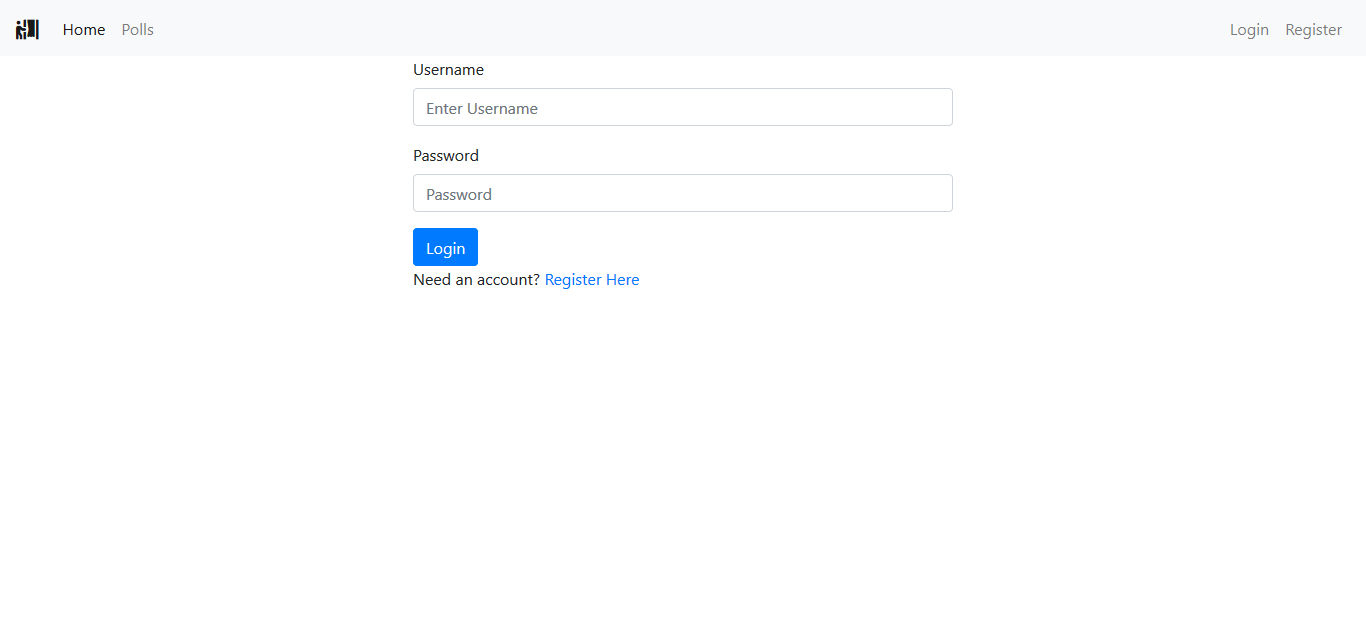 Home Polls Login Register
Username
Enter Username
Password
Password
Login
Need an account? Register Here